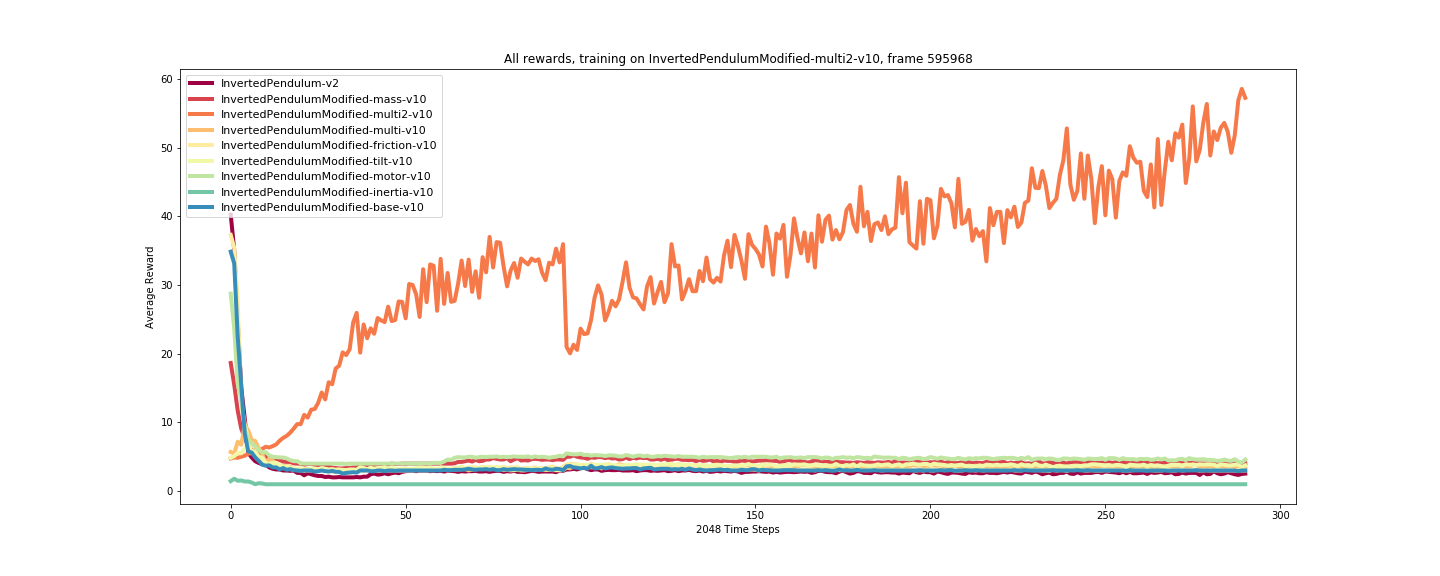 All rewards, training on InvertedPendulumModified-multi2-v10, frame 595968
InvertedPendulum-v2
InvertedPendulumModified-mass-v10
InvertedPendulumModified-multi2-v10
InvertedPendulumModified-multi-v10
InvertedPendulumModified-friction-v10
InvertedPendulumModified-tilt-v10
InvertedPendulumModified-motor-v10
InvertedPendulumModified-inertia-v10
InvertedPendulumModified-base-v10
Average Reward
60
50
40
30
20
10
0
0 50 100 150 200 250 300
2048 Time Steps